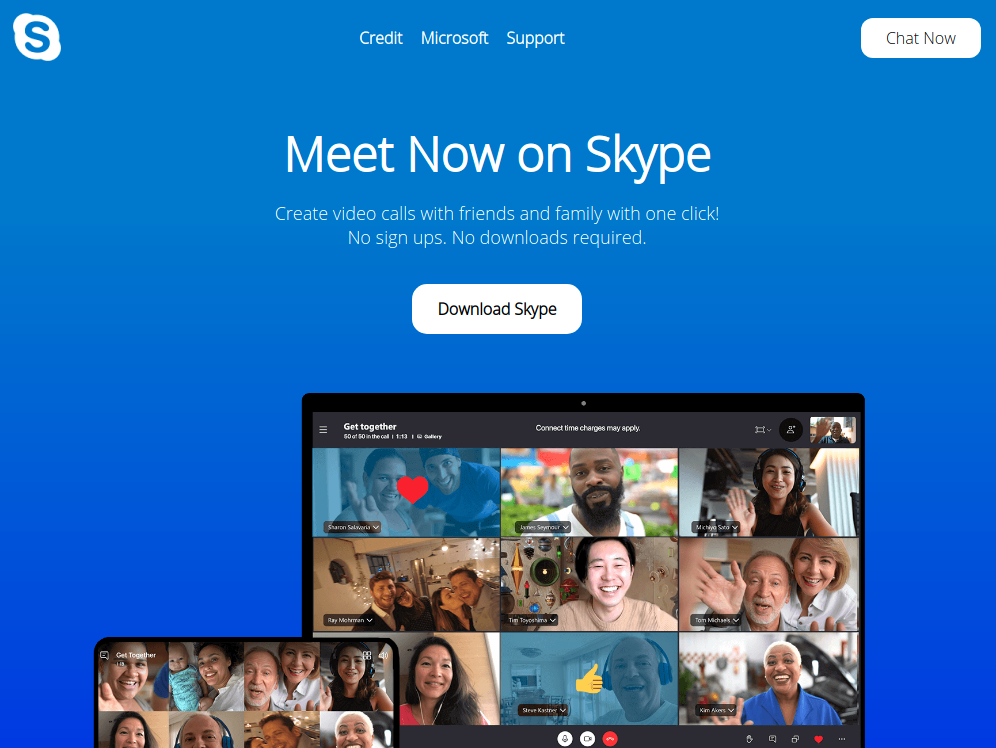 S
Credit Microsoft Support
Chat Now
Meet Now on Skype
Create video calls with friends and family with one click!
No sign ups. No downloads required.
Download Skype
Get together
50 of 50 in the call | 1:13 | Gallery
Connect time charges may apply.
Sharon Salavaria
James Seymour
Michiyo Sato
Ray Mohrman
Tim Toyoshima
Tom Michaels
Get Together
Steve Kastner
Kim Akers